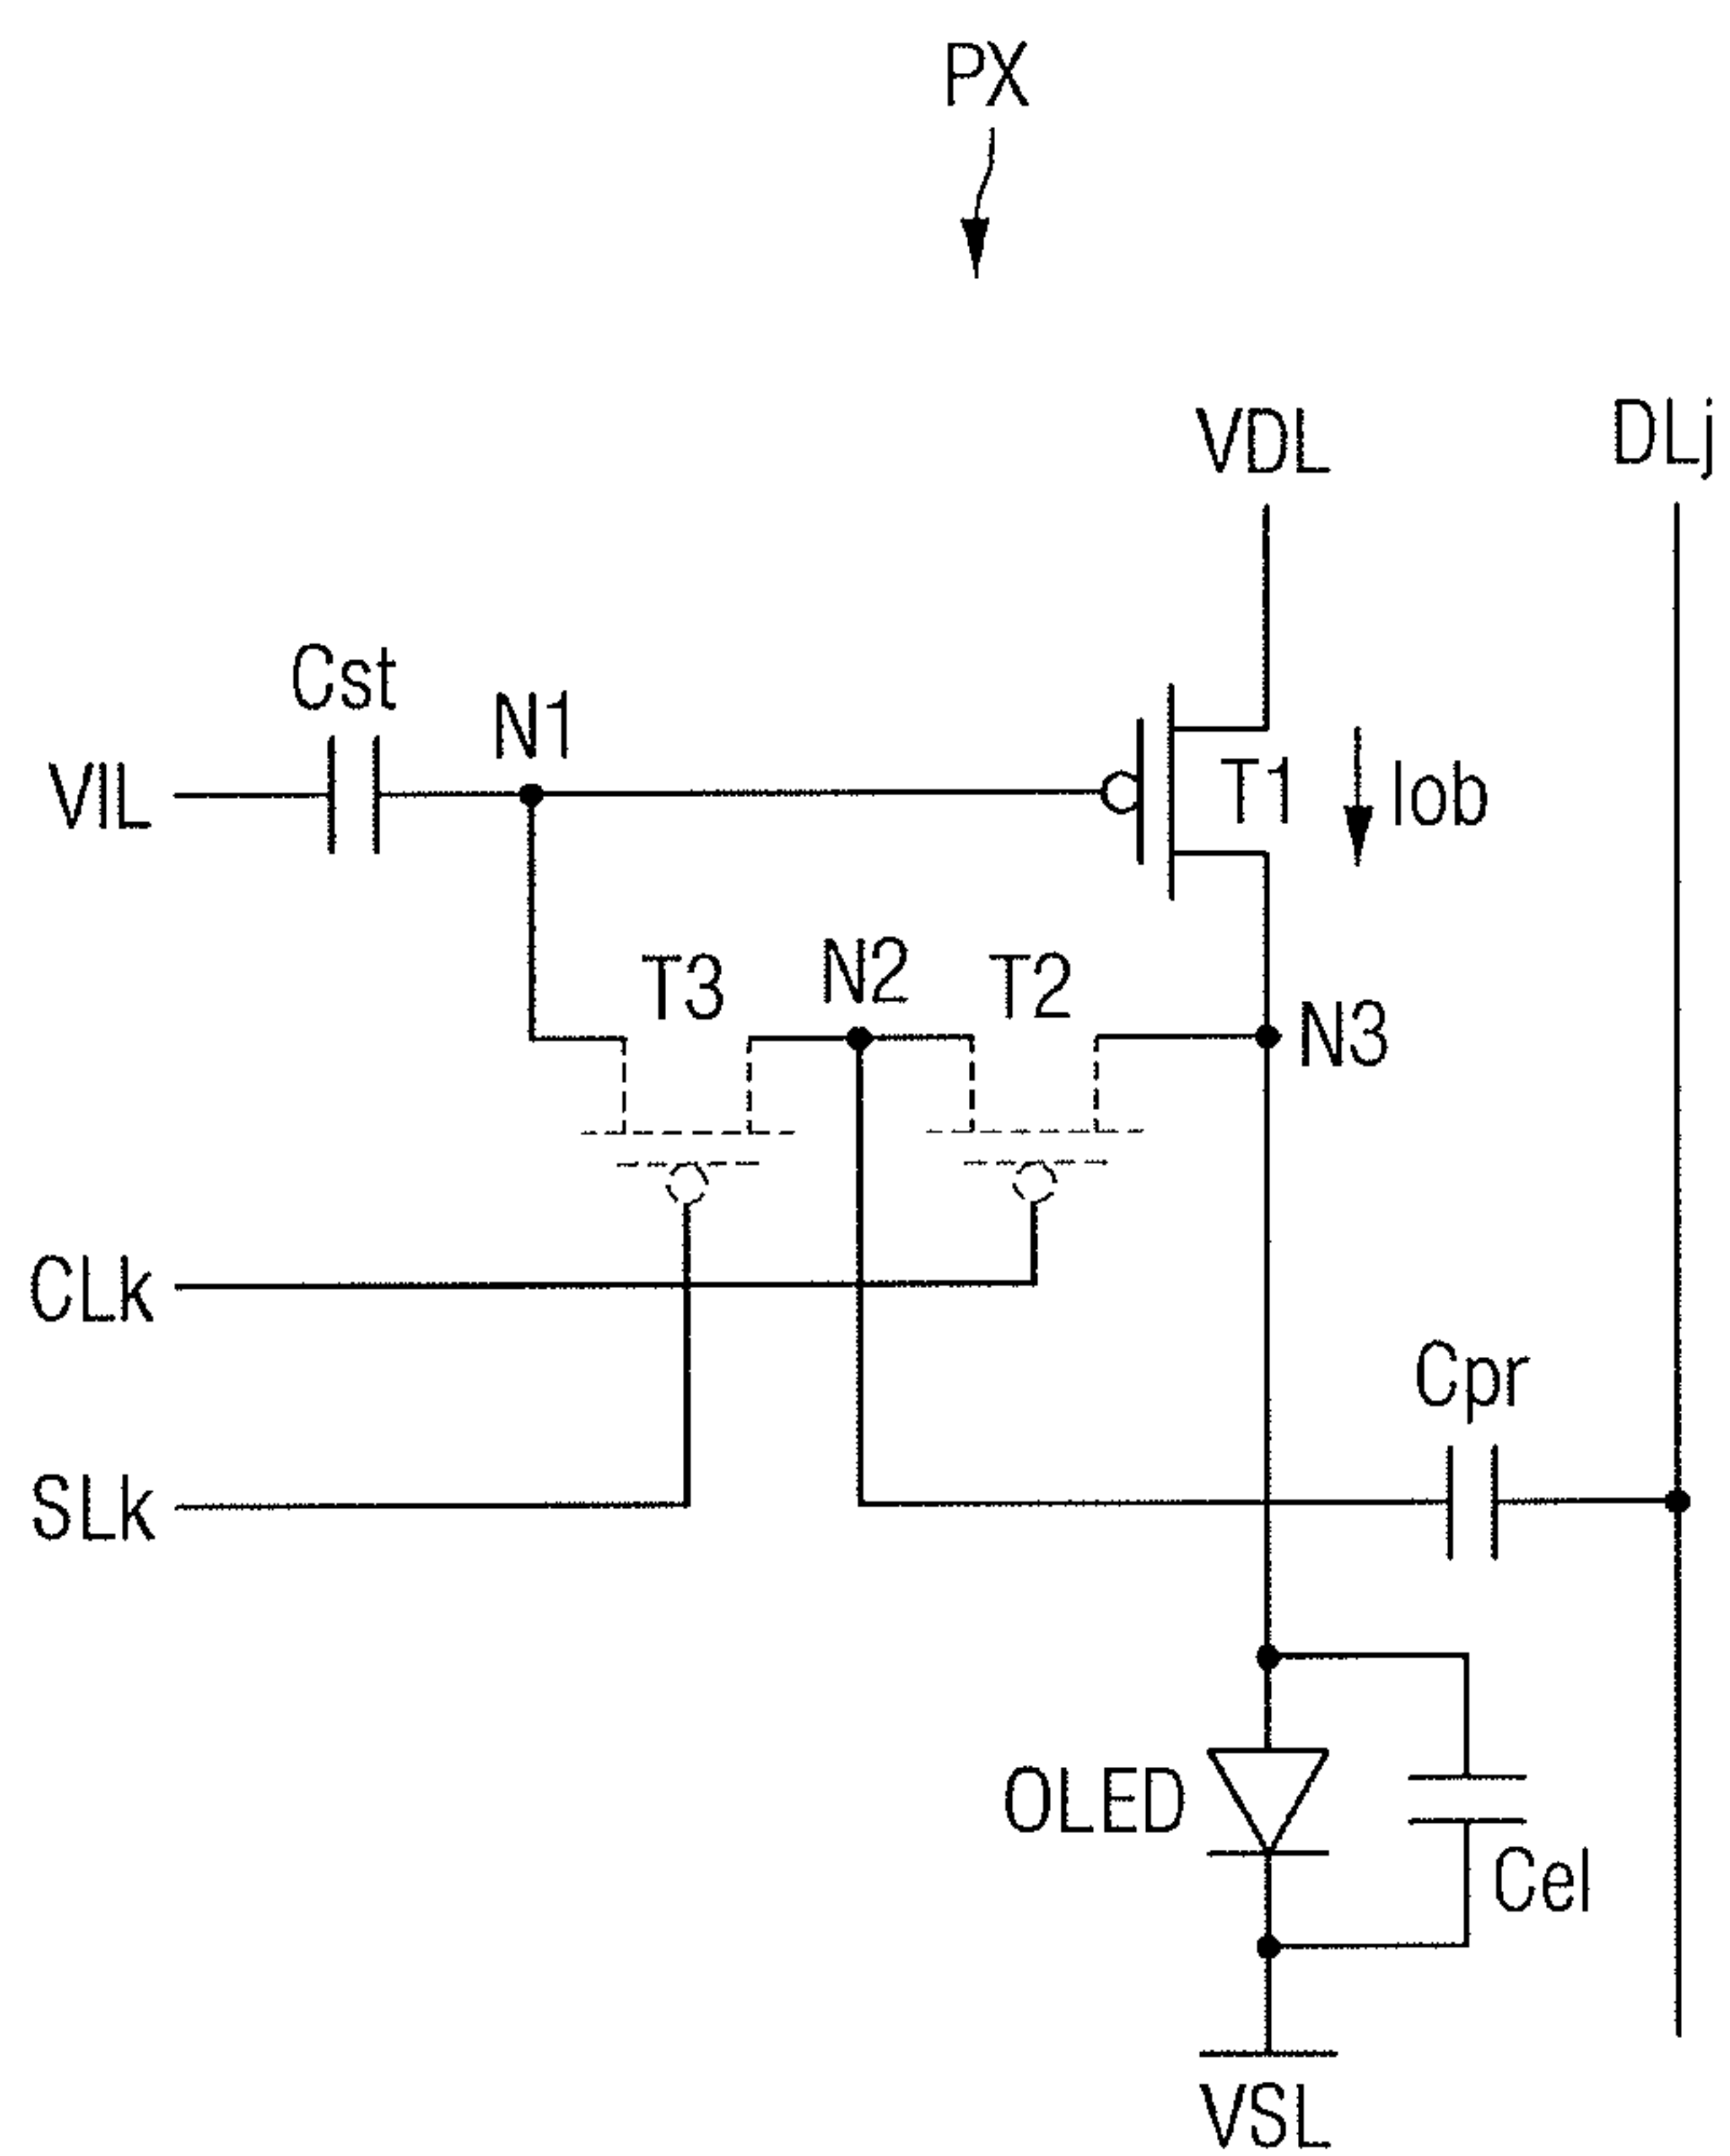 PX
VDL
DLj
Cst
N1
VIL
T1
Iob
T3
N2
T2
N3
CLk
Cpr
SLk
OLED
Cel
VSL